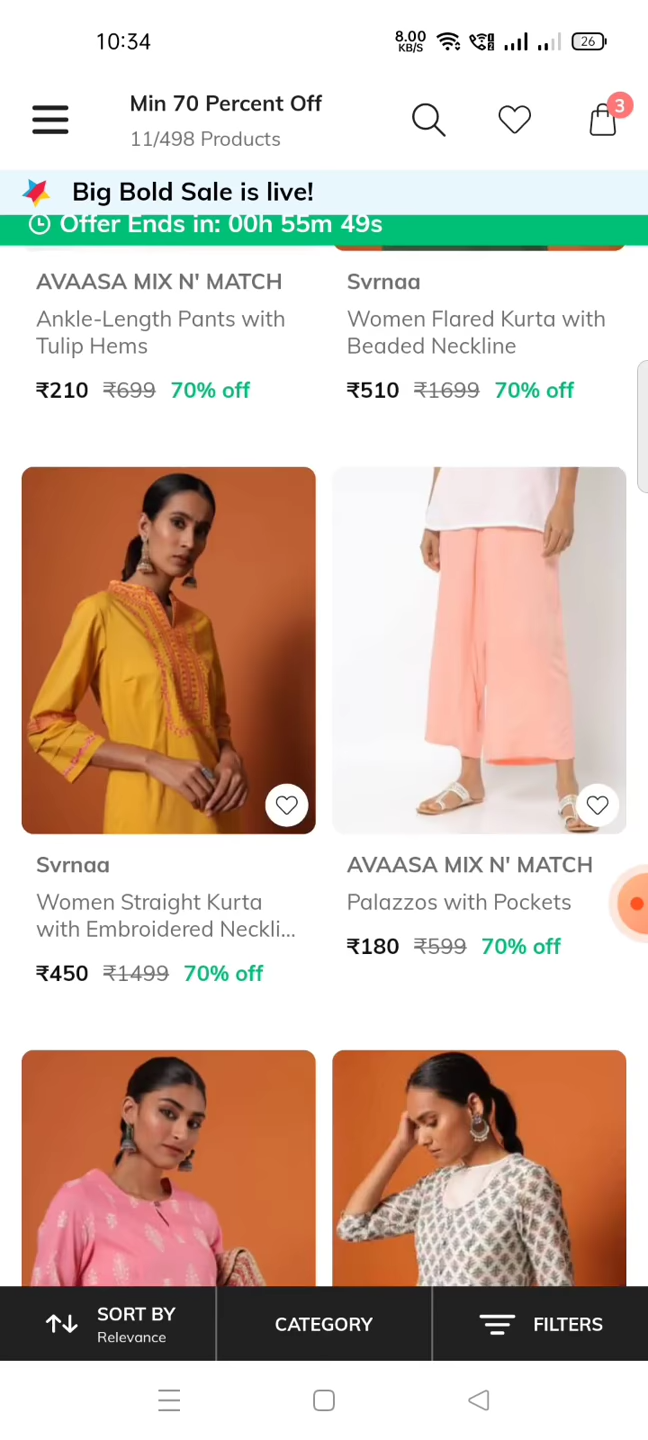 10:34
8.00
KB/S
26
Min 70 Percent Off
11/498 Products
3
Big Bold Sale is live!
Offer Ends in: 00h 55m 49s
AVAASA MIX N' MATCH
Ankle-Length Pants with
Tulip Hems
₹210 ₹699 70% off
Svrnaa
Women Flared Kurta with
Beaded Neckline
₹510 ₹1699 70% off
Svrnaa
Women Straight Kurta
with Embroidered Neckli...
₹450 ₹1499 70% off
AVAASA MIX N' MATCH
Palazzos with Pockets
₹180 ₹599 70% off
SORT BY
Relevance
CATEGORY
FILTERS